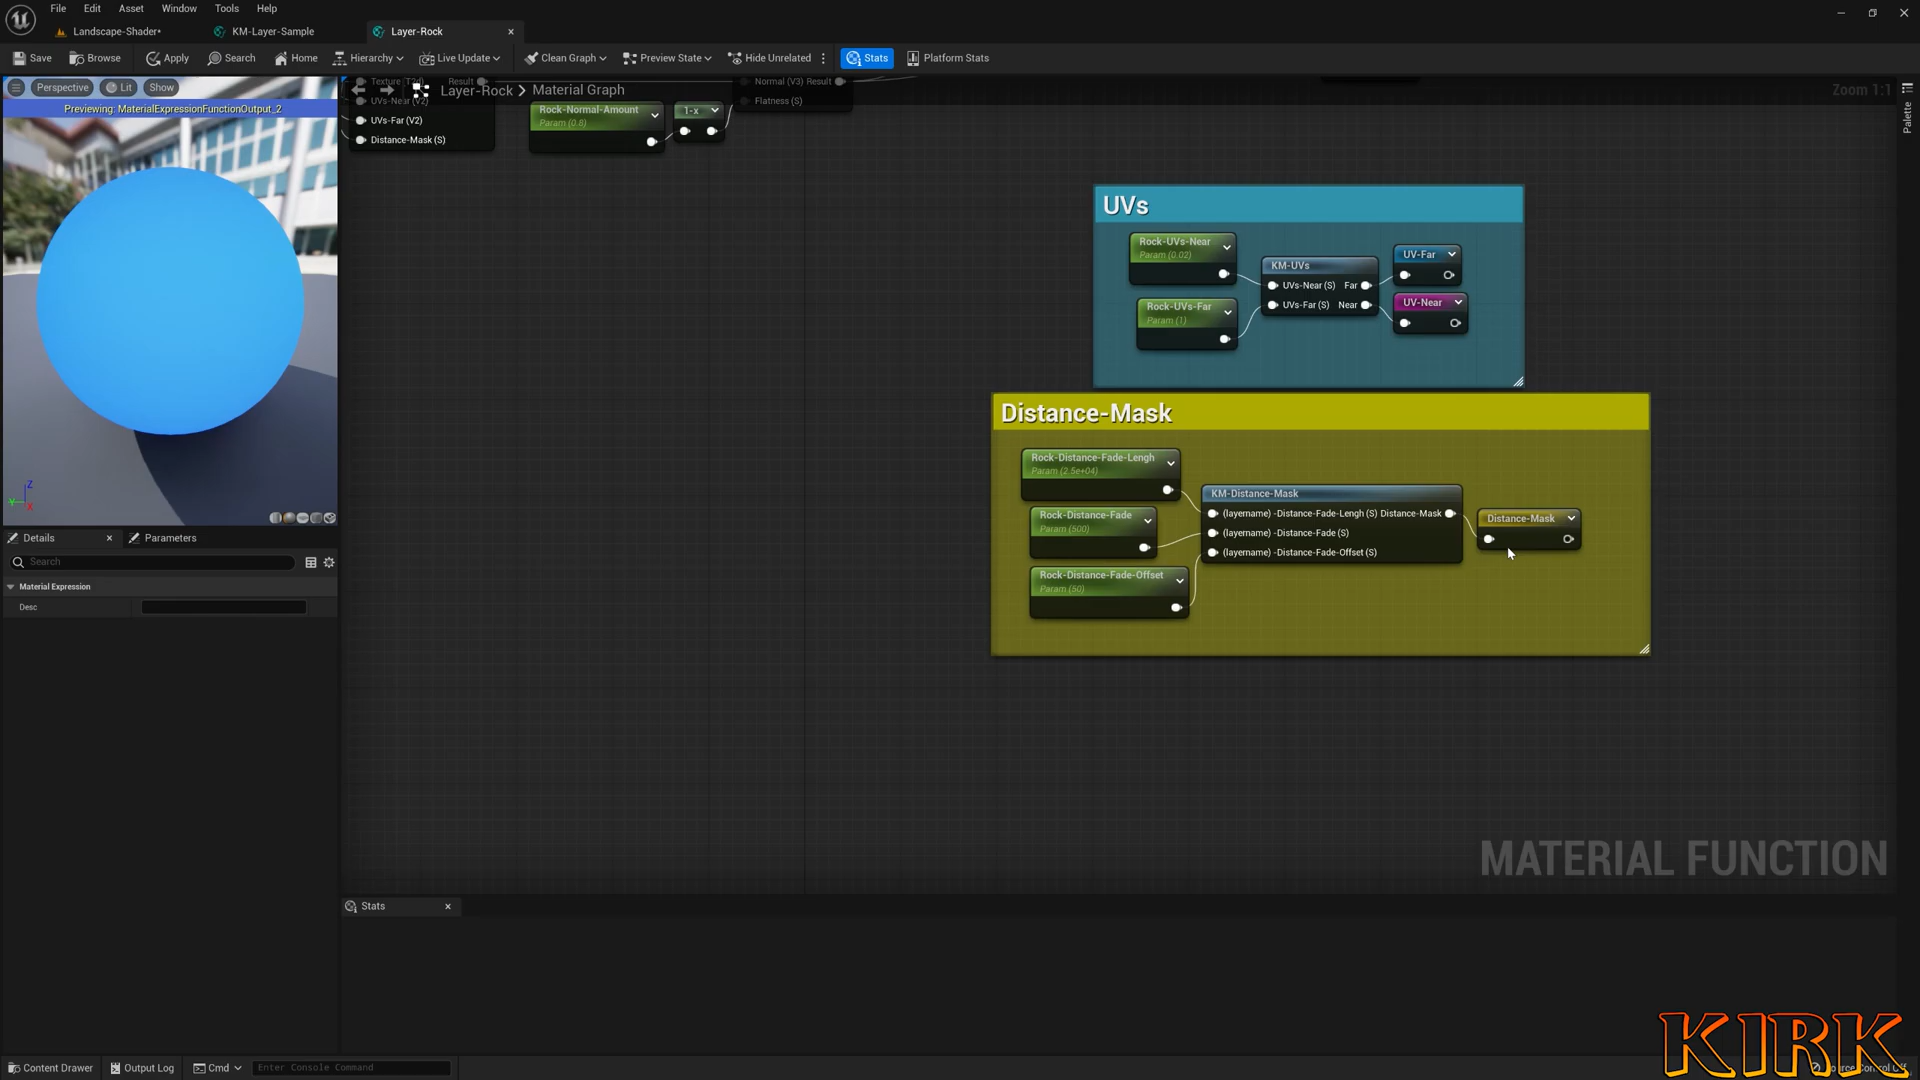 File Edit Asset Window Tools Help
Landscape-Shader* KM-Layer-Sample Layer-Rock
Save Browse Apply Search Home Hierarchy Live Update Clean Graph Preview State Hide Unrelated Stats Platform Stats
Perspective Lit Show
Previewing: MaterialExpressionFunctionOutput_2
Layer-Rock > Material Graph
Zoom 1:1
Palette
Texture (T2d) Result
UVs-Near (V2)
UVs-Far (V2)
Distance-Mask (S)
Rock-Normal-Amount
Param (0.8)
1-x
Normal (V3) Result
Flatness (S)
UVs
Rock-UVs-Near
Param (0.02)
Rock-UVs-Far
Param (1)
KM-UVs
UVs-Near (S) Far
UVs-Far (S) Near
UV-Far
UV-Near
Distance-Mask
Rock-Distance-Fade-Lengh
Param (2.5e+04)
Rock-Distance-Fade
Param (500)
Rock-Distance-Fade-Offset
Param (50)
KM-Distance-Mask
(layername) -Distance-Fade-Lengh (S) Distance-Mask
(layername) -Distance-Fade (S)
(layername) -Distance-Fade-Offset (S)
Distance-Mask
Z
Y
X
Details Parameters
Search
Material Expression
Desc
MATERIAL FUNCTION
Stats
Content Drawer Output Log Cmd Enter Console Command
KIRK